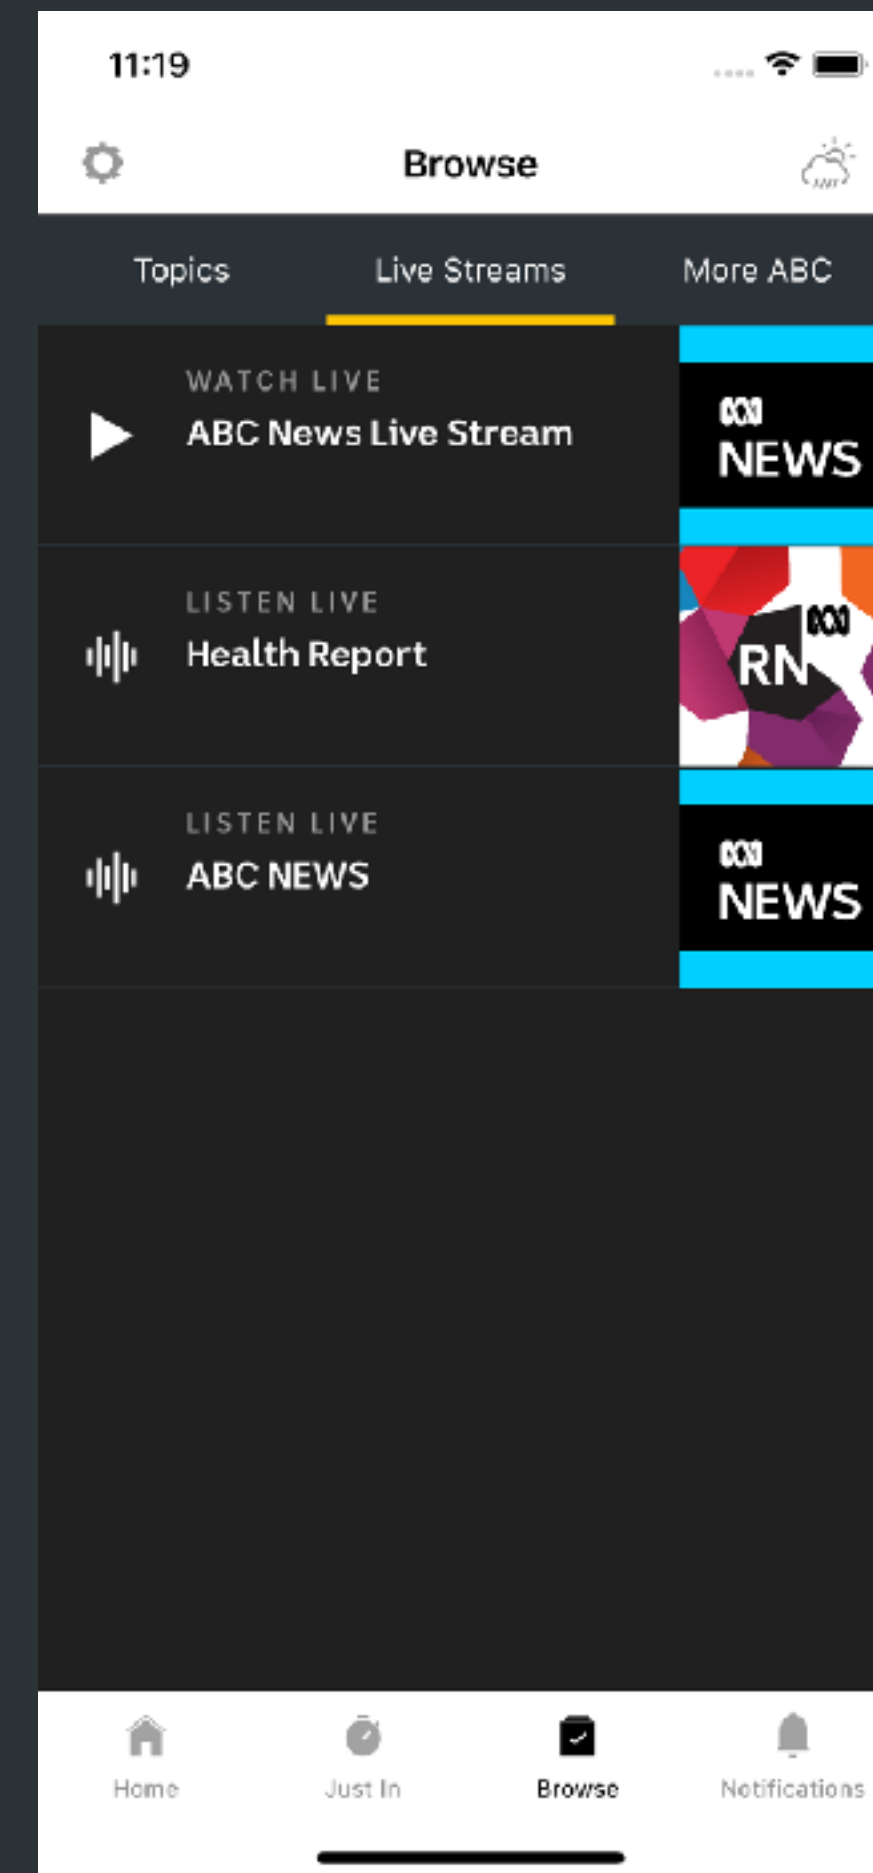 11:19
Browse
Topics
Live Streams
More ABC
WATCH LIVE
ABC News Live Stream
NEWS
LISTEN LIVE
Health Report
RN
LISTEN LIVE
ABC NEWS
NEWS
Home
Just In
Browse
Notifications